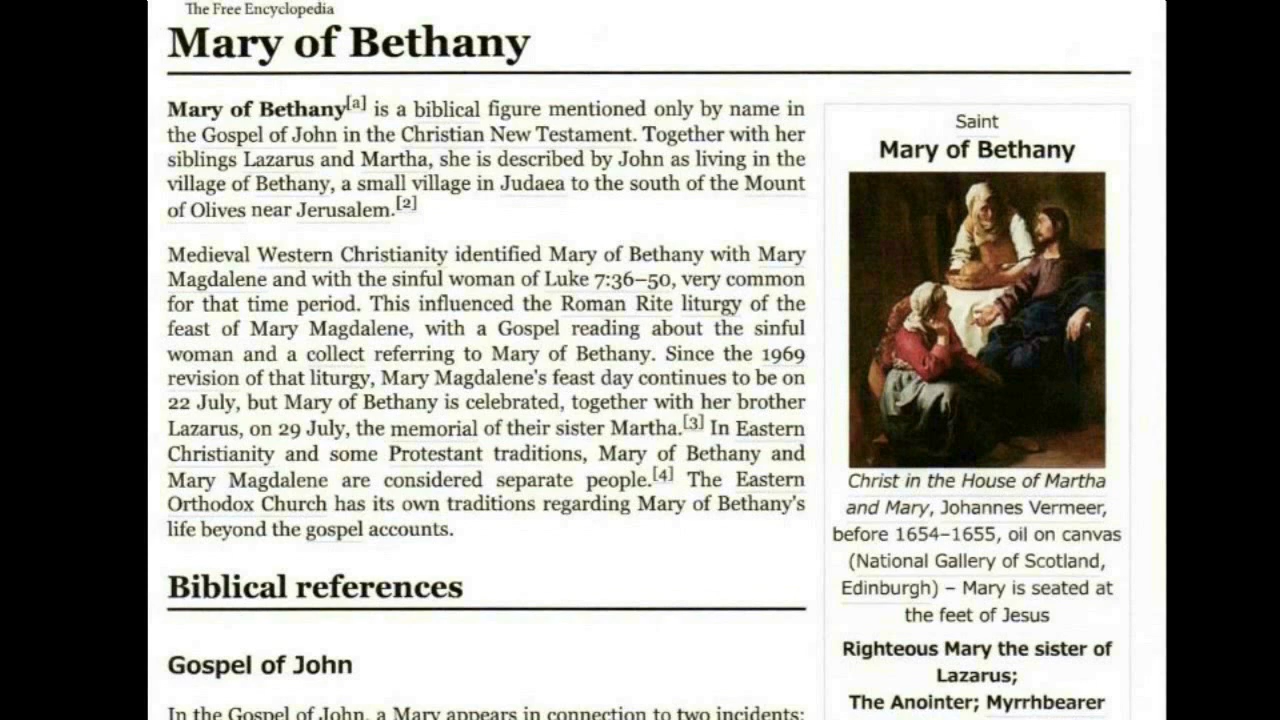 The Free Encyclopedia
Mary of Bethany
Mary of Bethany[a] is a biblical figure mentioned only by name in
the Gospel of John in the Christian New Testament. Together with her
siblings Lazarus and Martha, she is described by John as living in the
village of Bethany, a small village in Judaea to the south of the Mount
of Olives near Jerusalem.[2]
Medieval Western Christianity identified Mary of Bethany with Mary
Magdalene and with the sinful woman of Luke 7:36–50, very common
for that time period. This influenced the Roman Rite liturgy of the
feast of Mary Magdalene, with a Gospel reading about the sinful
woman and a collect referring to Mary of Bethany. Since the 1969
revision of that liturgy, Mary Magdalene's feast day continues to be on
22 July, but Mary of Bethany is celebrated, together with her brother
Lazarus, on 29 July, the memorial of their sister Martha.[3] In Eastern
Christianity and some Protestant traditions, Mary of Bethany and
Mary Magdalene are considered separate people.[4] The Eastern
Orthodox Church has its own traditions regarding Mary of Bethany's
life beyond the gospel accounts.
Biblical references
Gospel of John
In the Gospel of John, a Mary appears in connection to two incidents:
Saint
Mary of Bethany
Christ in the House of Martha
and Mary, Johannes Vermeer,
before 1654–1655, oil on canvas
(National Gallery of Scotland,
Edinburgh) – Mary is seated at
the feet of Jesus
Righteous Mary the sister of
Lazarus;
The Anointer; Myrrhbearer